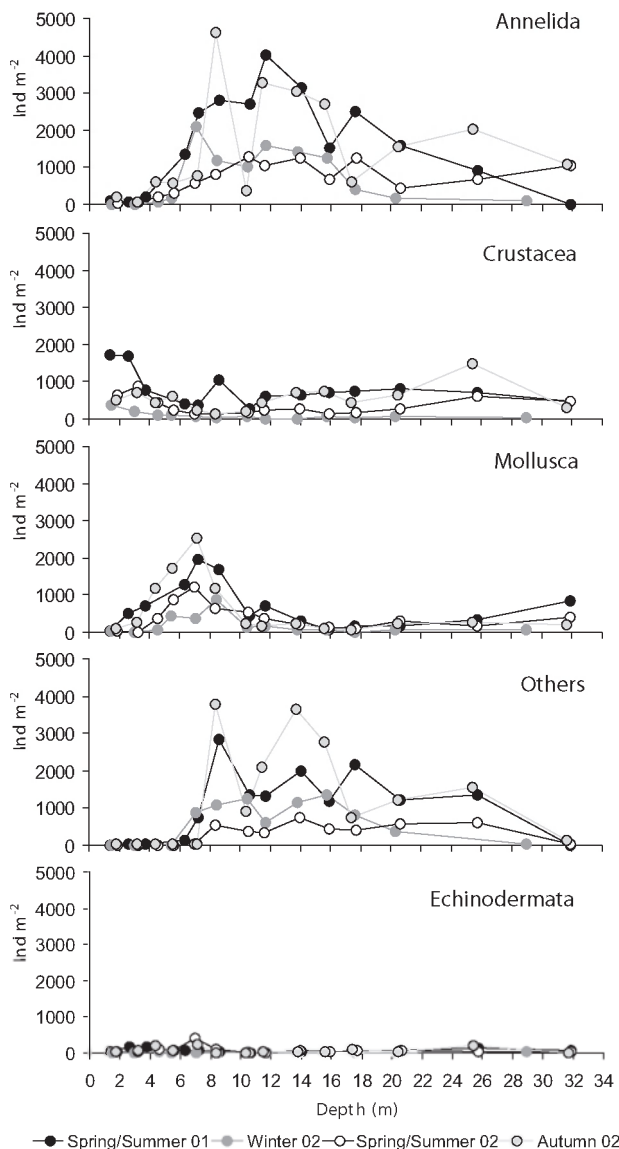 Annelida
5000
4000
3000
2000
1000
0
Ind m⁻²
Crustacea
5000
4000
3000
2000
1000
0
Ind m⁻²
Mollusca
5000
4000
3000
2000
1000
0
Ind m⁻²
Others
5000
4000
3000
2000
1000
0
Ind m⁻²
Echinodermata
5000
4000
3000
2000
1000
0
Ind m⁻²
0 2 4 6 8 10 12 14 16 18 20 22 24 26 28 30 32 34
Depth (m)
Spring/Summer 01 Winter 02 Spring/Summer 02 Autumn 02